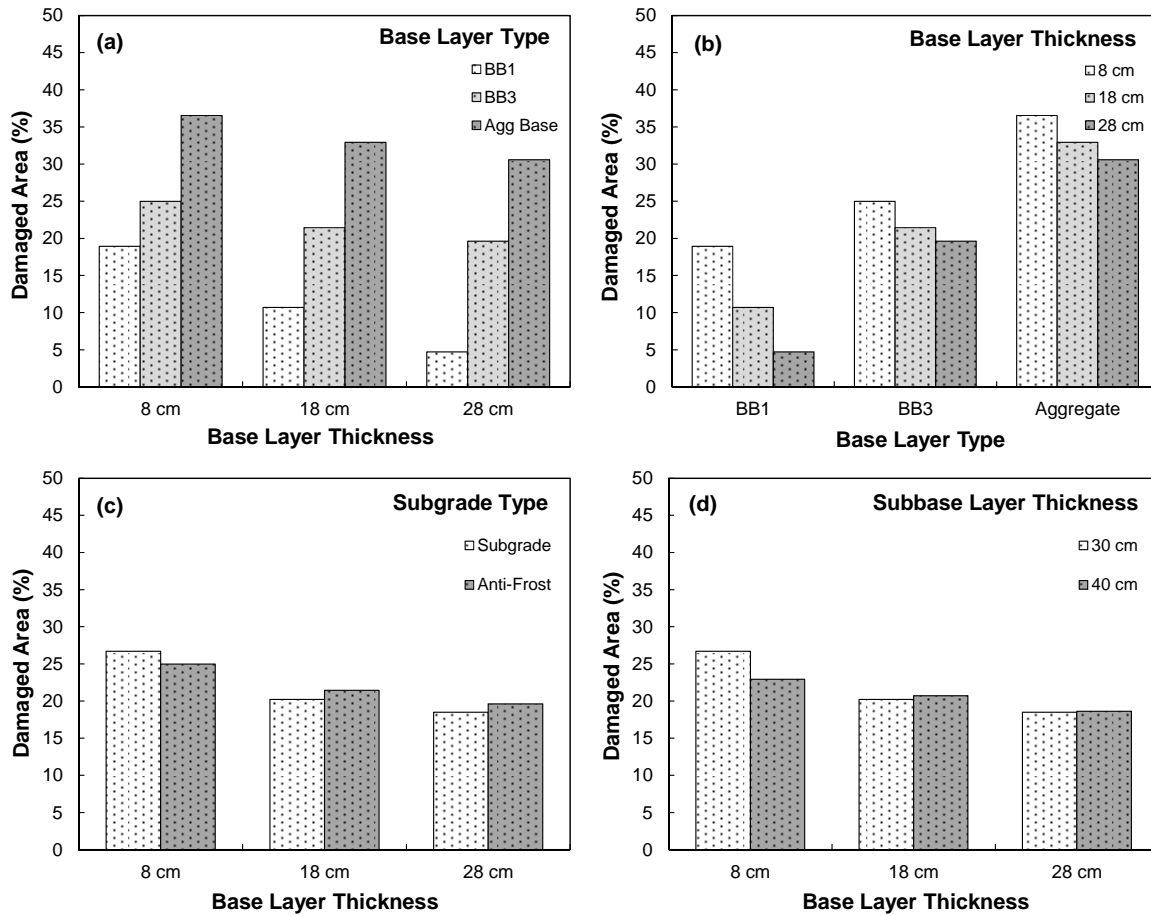 (a)
Base Layer Type
BB1
BB3
Agg Base
50
45
40
35
30
25
20
15
10
5
0
Damaged Area (%)
8 cm
18 cm
28 cm
Base Layer Thickness
(b)
Base Layer Thickness
8 cm
18 cm
28 cm
50
45
40
35
30
25
20
15
10
5
0
Damaged Area (%)
BB1
BB3
Aggregate
Base Layer Type
(c)
Subgrade Type
Subgrade
Anti-Frost
50
45
40
35
30
25
20
15
10
5
0
Damaged Area (%)
8 cm
18 cm
28 cm
Base Layer Thickness
(d)
Subbase Layer Thickness
30 cm
40 cm
50
45
40
35
30
25
20
15
10
5
0
Damaged Area (%)
8 cm
18 cm
28 cm
Base Layer Thickness